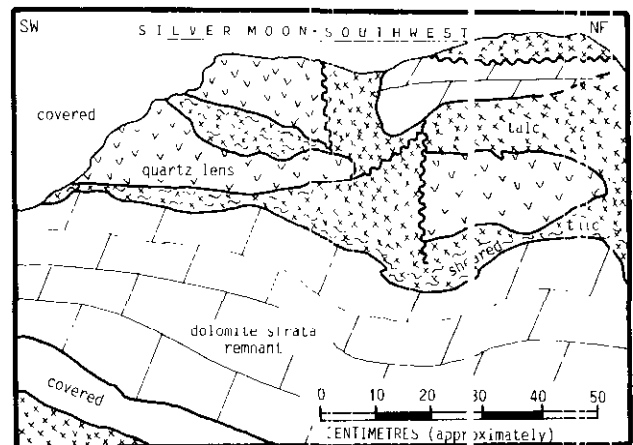 SW SILVER MOON-SOUTHWEST NE
covered
talc
quartz lens
talc
sheared
dolomite strata
remnant
covered
0 10 20 30 40 50
CENTIMETRES (approximately)